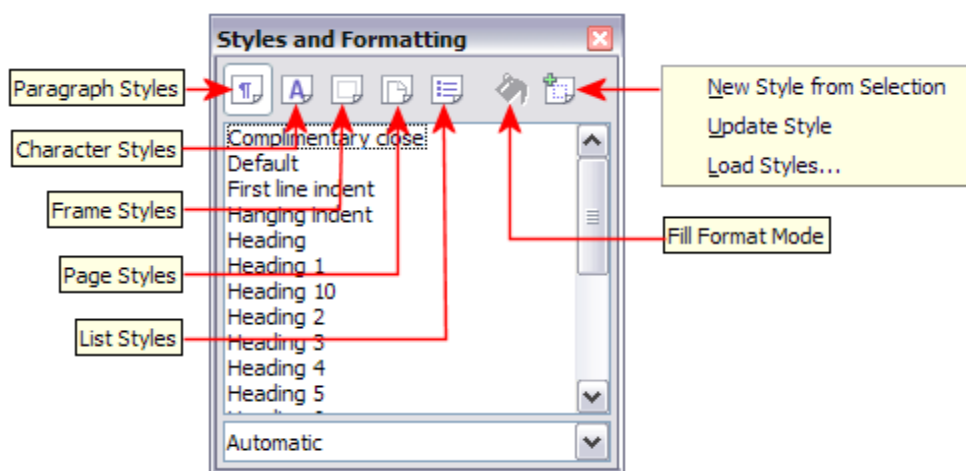 Styles and Formatting
Paragraph Styles
Character Styles
Frame Styles
Page Styles
List Styles
New Style from Selection
Update Style
Load Styles...
Fill Format Mode
Complimentary close
Default
First line indent
Hanging indent
Heading
Heading 1
Heading 10
Heading 2
Heading 3
Heading 4
Heading 5
Automatic